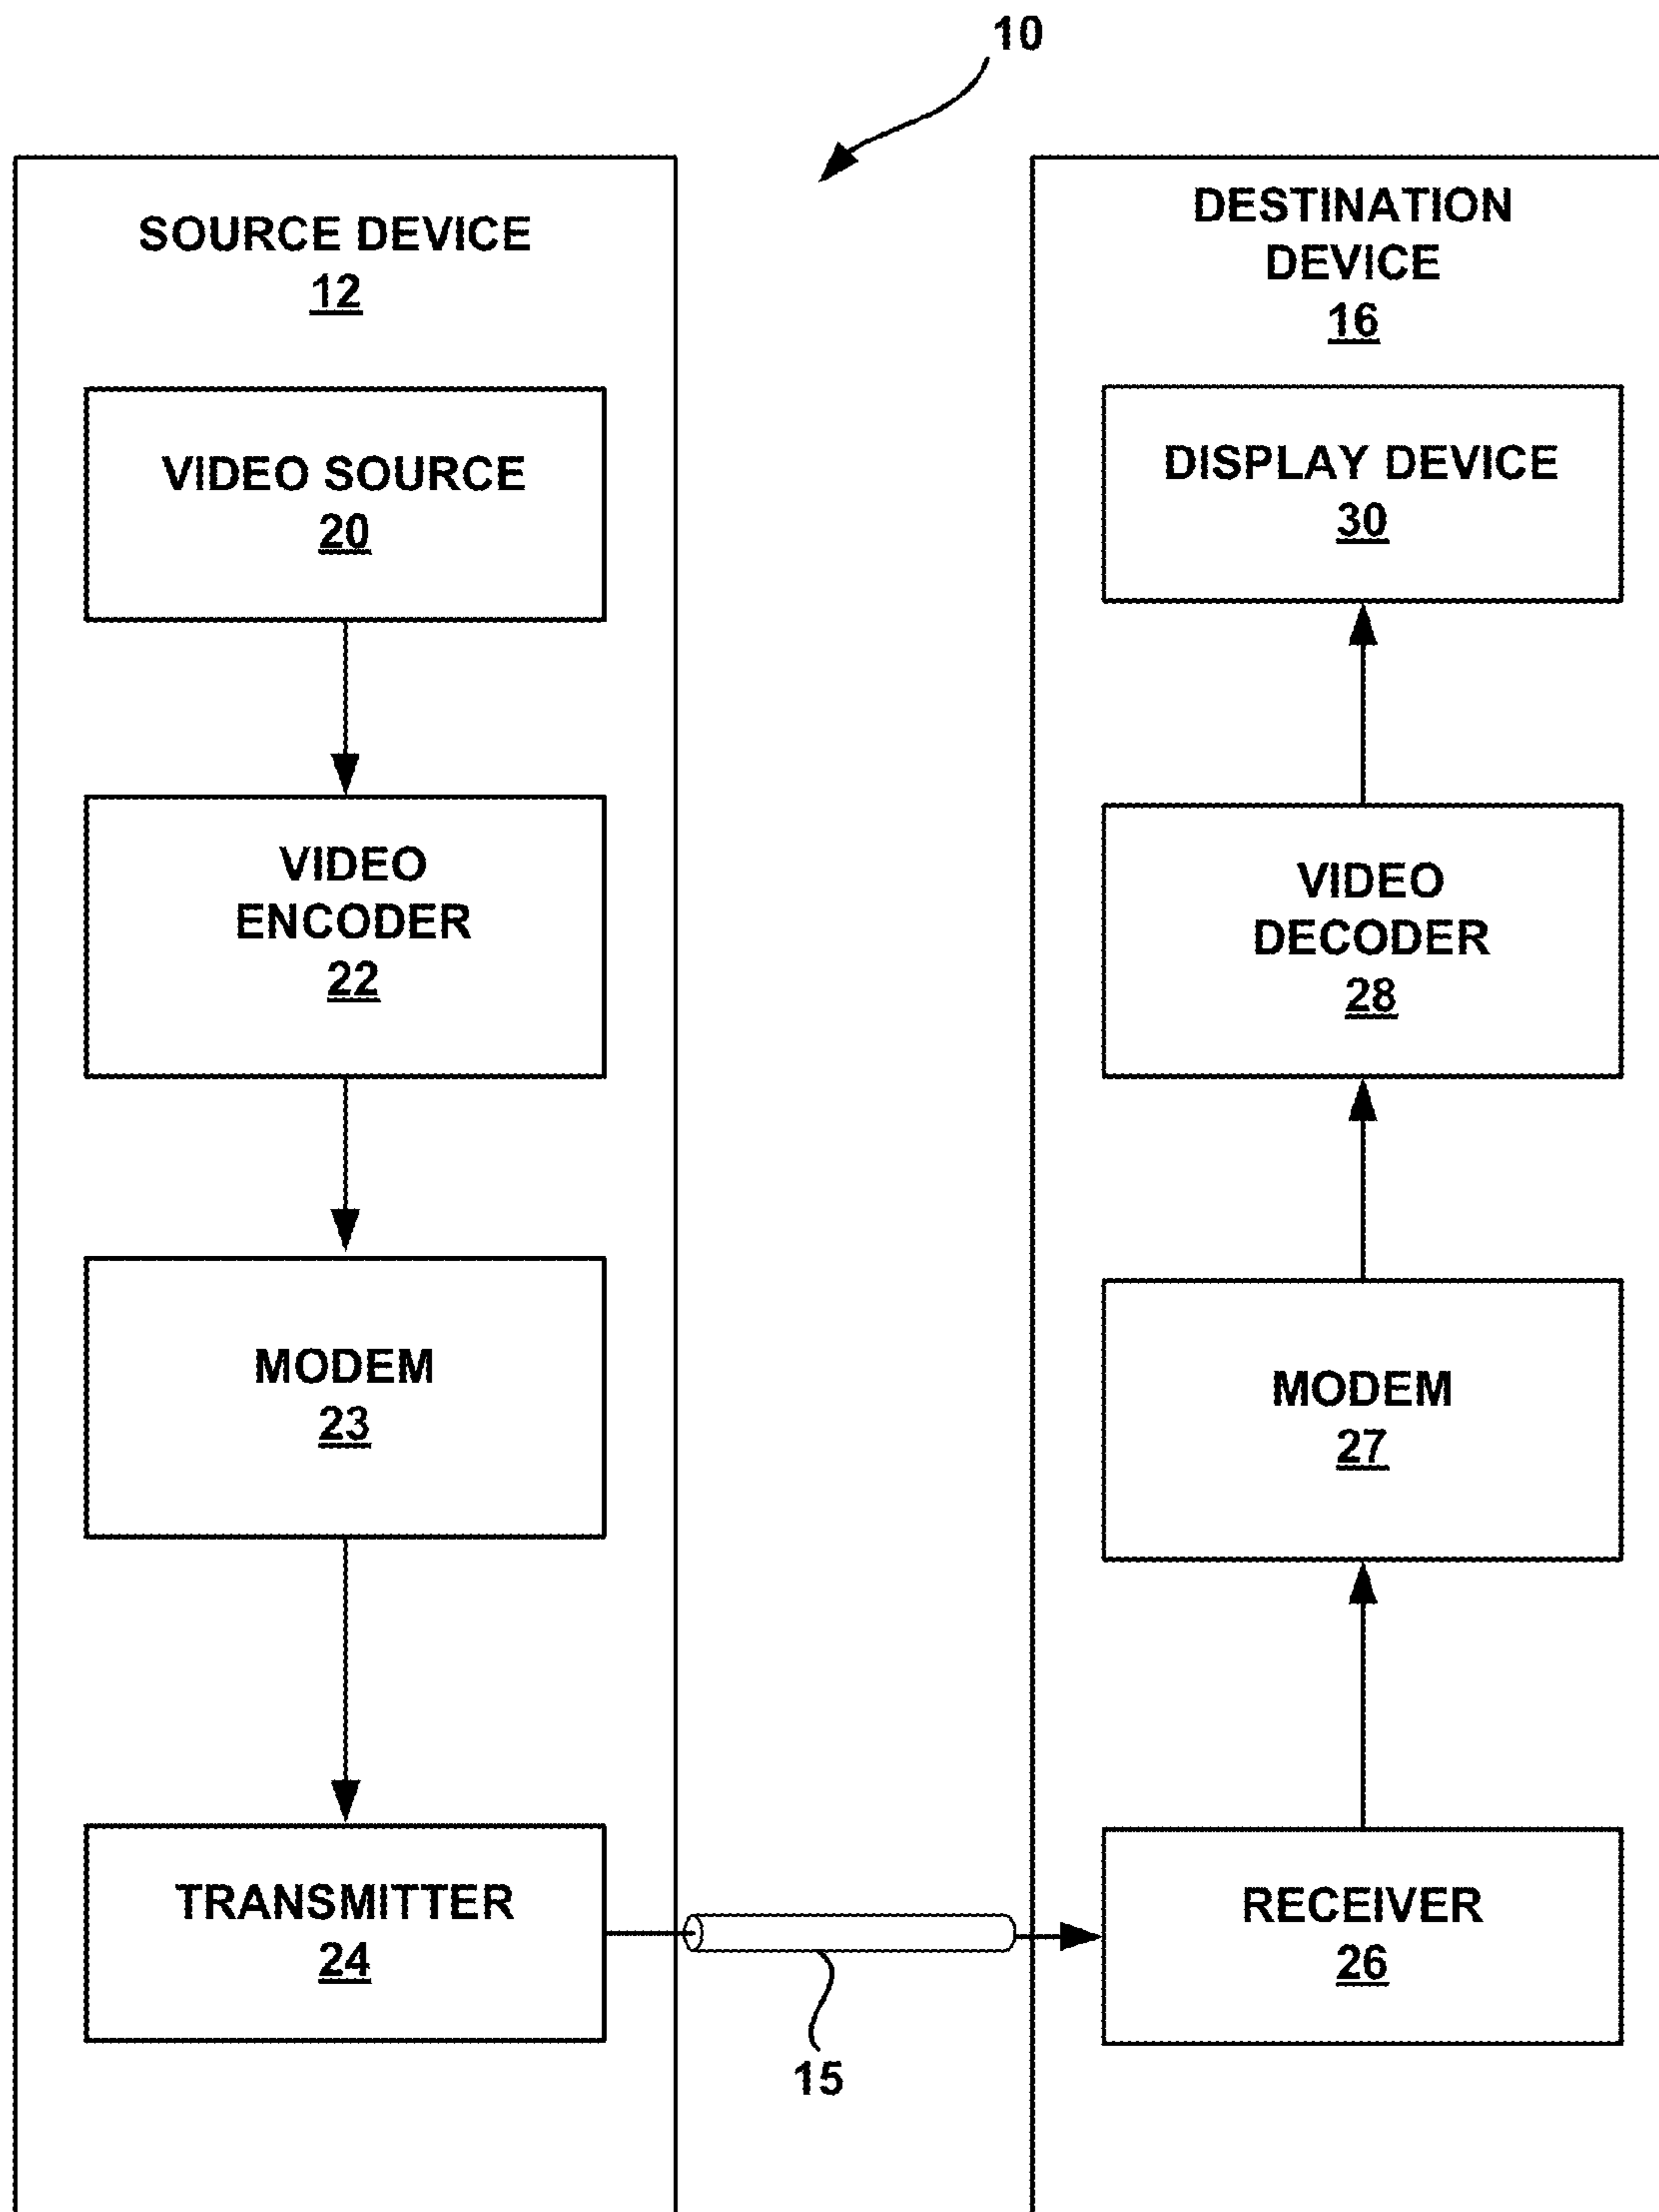 10
SOURCE DEVICE
12
VIDEO SOURCE
20
VIDEO
ENCODER
22
MODEM
23
TRANSMITTER
24
15
DESTINATION
DEVICE
16
DISPLAY DEVICE
30
VIDEO
DECODER
28
MODEM
27
RECEIVER
26